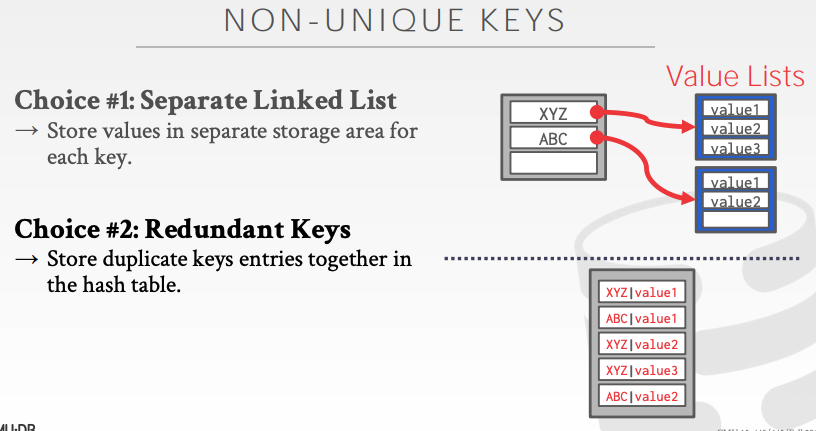 NON-UNIQUE KEYS
Choice #1: Separate Linked List
→ Store values in separate storage area for
each key.
Choice #2: Redundant Keys
→ Store duplicate keys entries together in
the hash table.
Value Lists
XYZ
ABC
value1
value2
value3
value1
value2
XYZ|value1
ABC|value1
XYZ|value2
XYZ|value3
ABC|value2